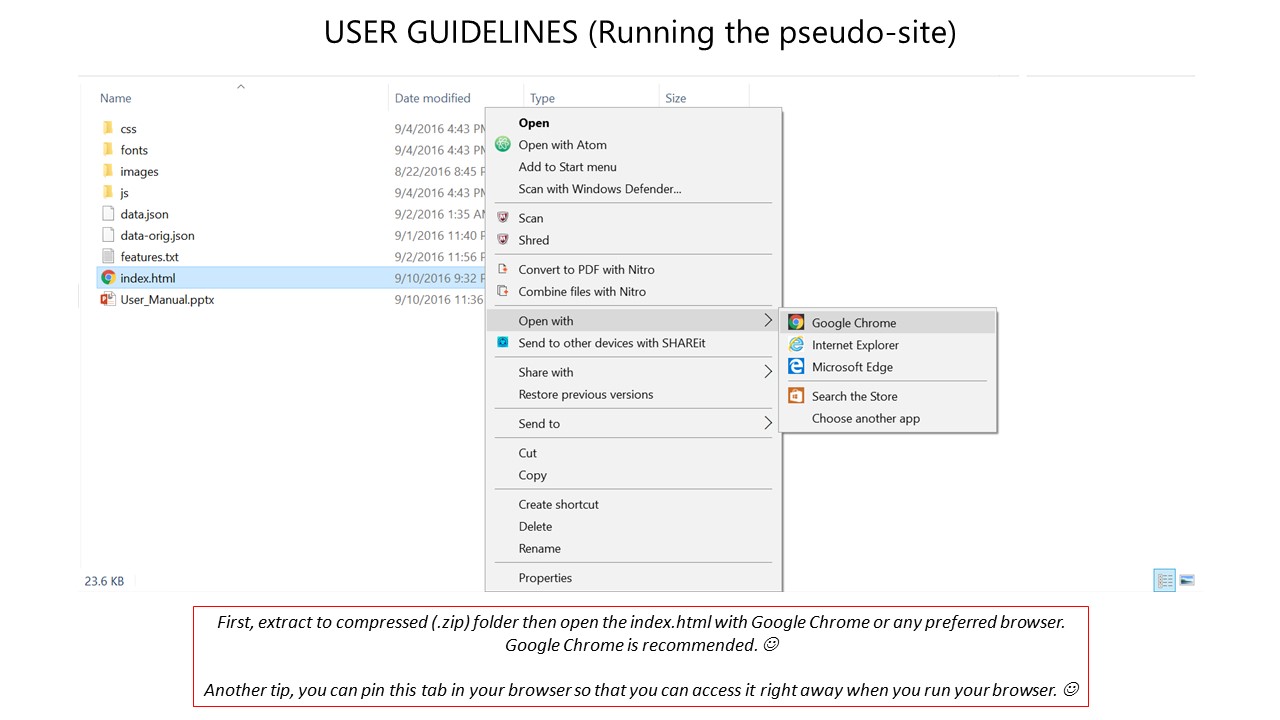 USER GUIDELINES (Running the pseudo-site)
Name Date modified Type Size
css 9/4/2016 4:43 PM
fonts 9/4/2016 4:43 PM
images 8/22/2016 8:45 P
js 9/4/2016 4:43 PM
data.json 9/2/2016 1:35 AM
data-orig.json 9/1/2016 11:40 P
features.txt 9/2/2016 11:56 P
index.html 9/10/2016 9:32 P
User_Manual.pptx 9/10/2016 11:36
Open
Open with Atom
Add to Start menu
Scan with Windows Defender...
Scan
Shred
Convert to PDF with Nitro
Combine files with Nitro
Open with
Send to other devices with SHAREit
Share with
Restore previous versions
Send to
Cut
Copy
Create shortcut
Delete
Rename
Properties
Google Chrome
Internet Explorer
Microsoft Edge
Search the Store
Choose another app
23.6 KB
First, extract to compressed (.zip) folder then open the index.html with Google Chrome or any preferred browser.
Google Chrome is recommended. ☺
Another tip, you can pin this tab in your browser so that you can access it right away when you run your browser. ☺